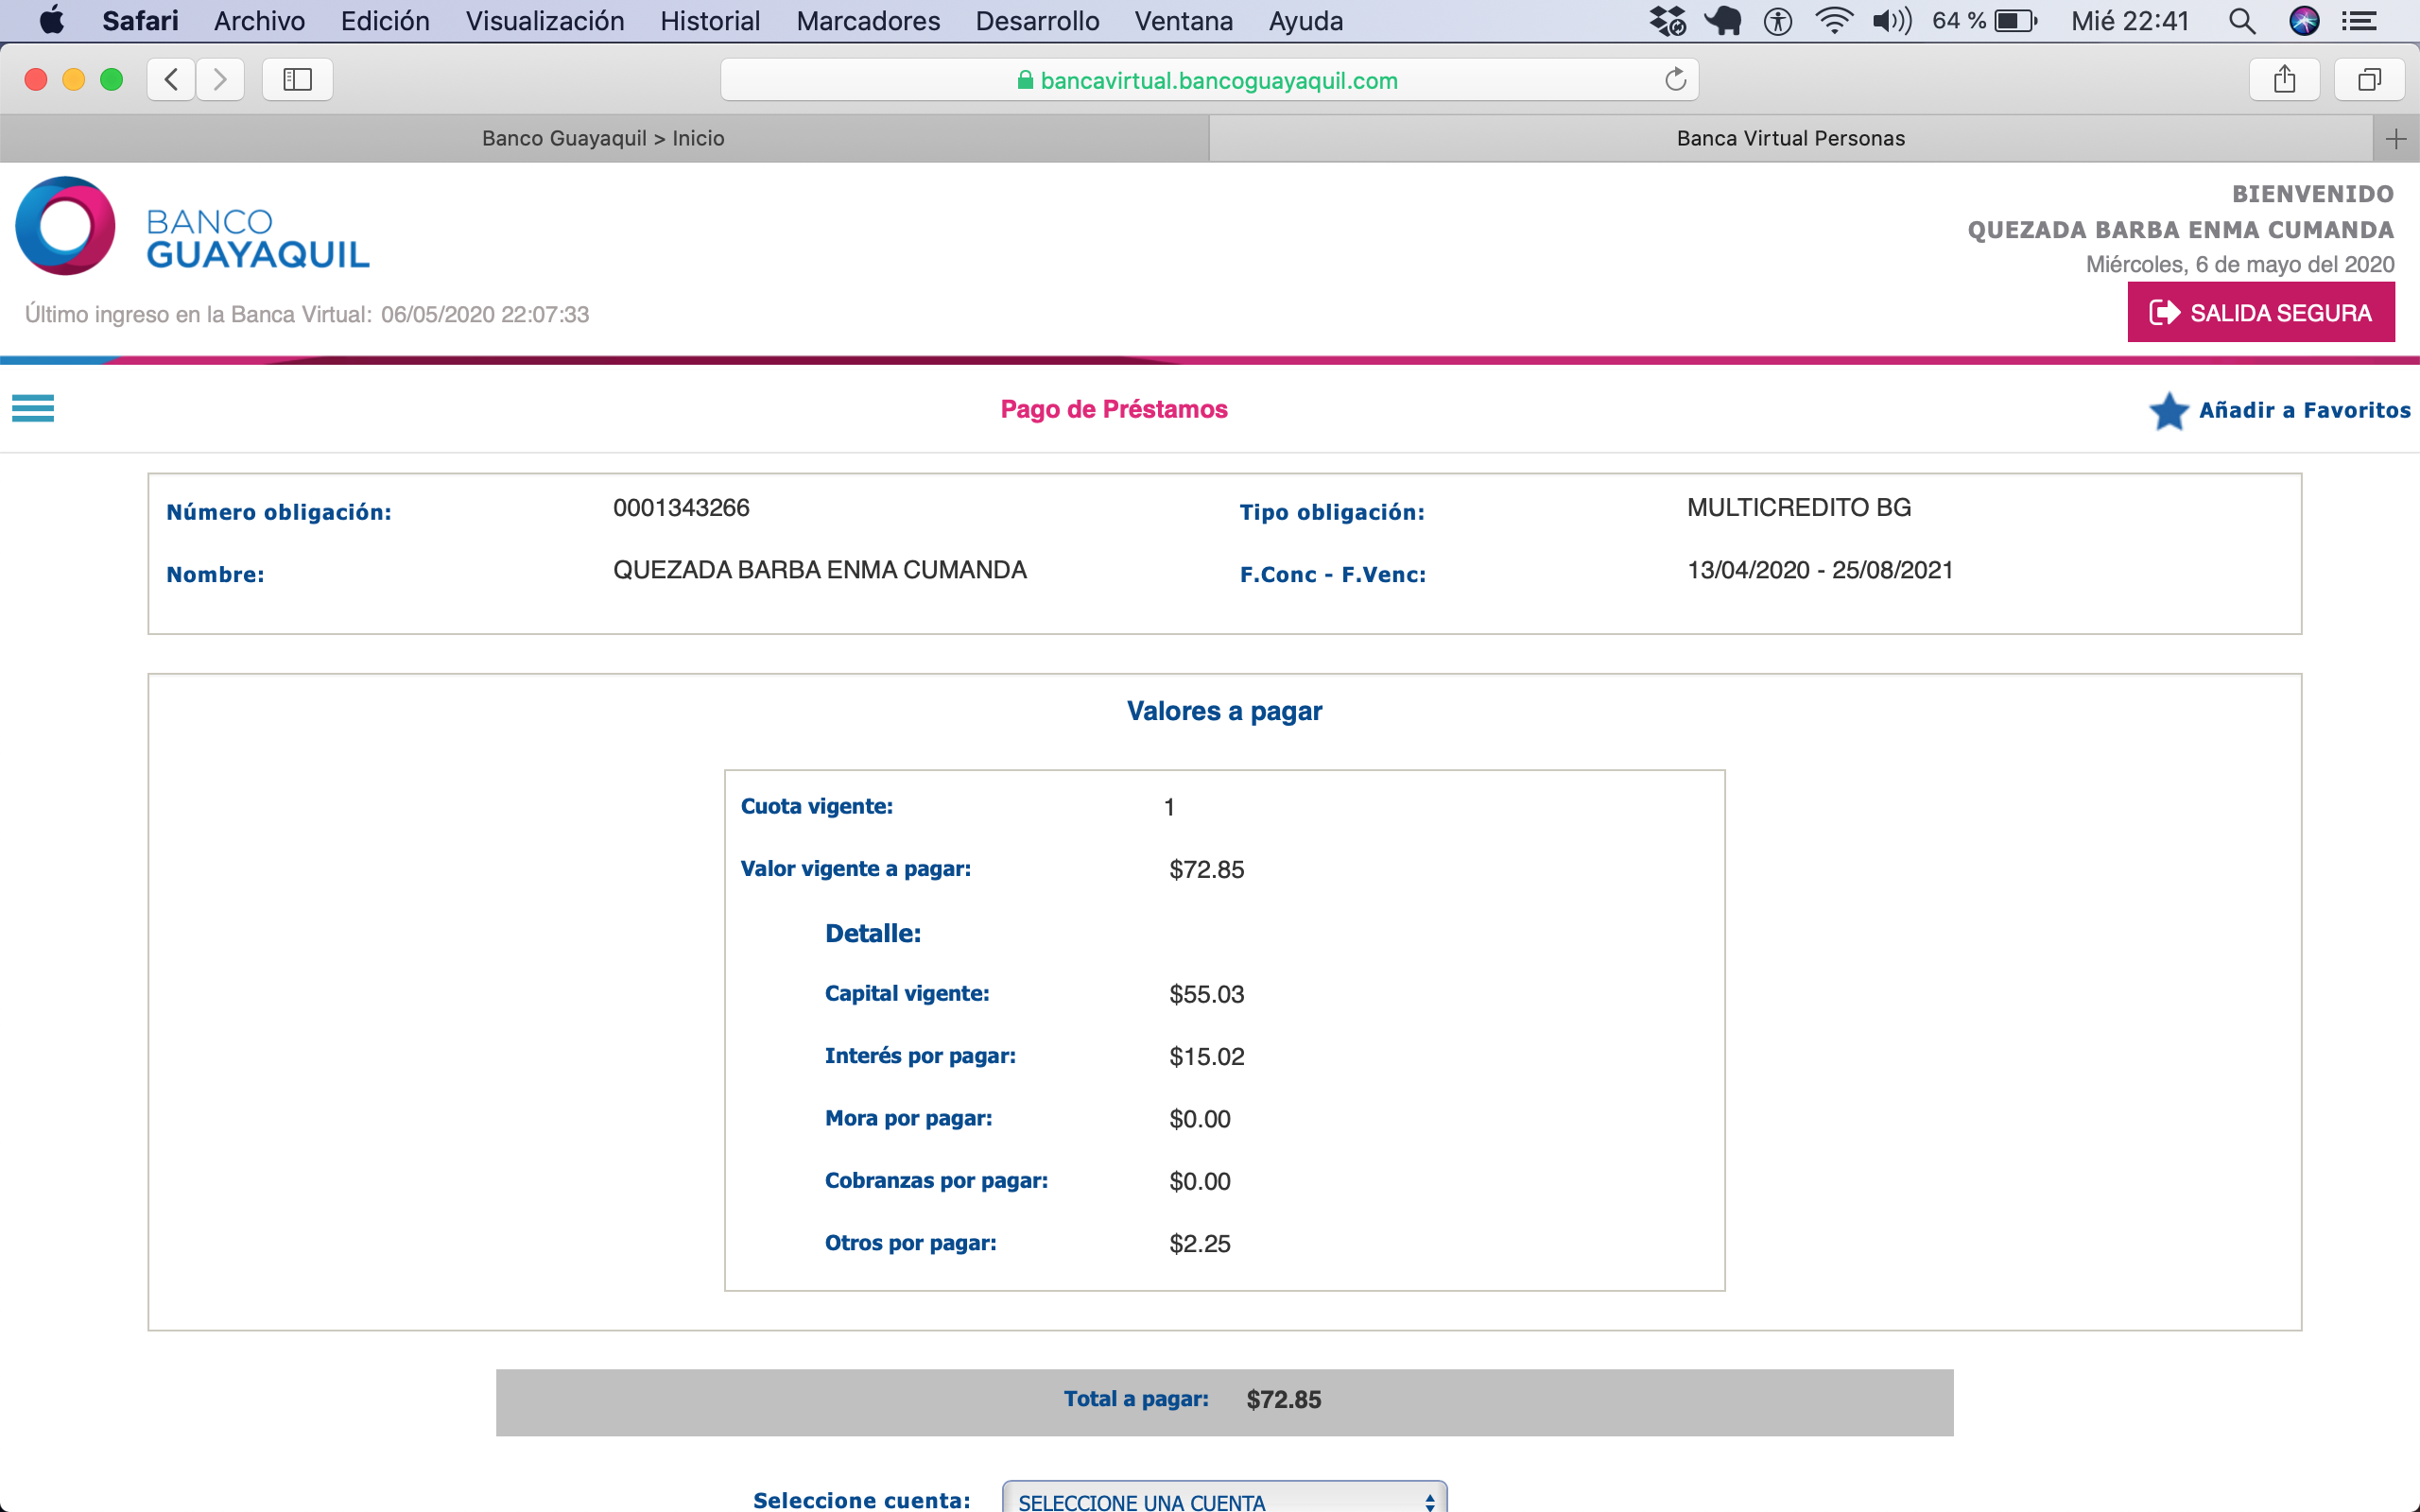 Safari Archivo Edición Visualización Historial Marcadores Desarrollo Ventana Ayuda 64 % Mié 22:41
bancavirtual.bancoguayaquil.com
Banco Guayaquil > Inicio Banca Virtual Personas
BANCO
GUAYAQUIL
BIENVENIDO
QUEZADA BARBA ENMA CUMANDA
Miércoles, 6 de mayo del 2020
Último ingreso en la Banca Virtual: 06/05/2020 22:07:33
SALIDA SEGURA
Pago de Préstamos
Añadir a Favoritos
Número obligación: 0001343266 Tipo obligación: MULTICREDITO BG
Nombre: QUEZADA BARBA ENMA CUMANDA F.Conc - F.Venc: 13/04/2020 - 25/08/2021
Valores a pagar
Cuota vigente: 1
Valor vigente a pagar: $72.85
Detalle:
Capital vigente: $55.03
Interés por pagar: $15.02
Mora por pagar: $0.00
Cobranzas por pagar: $0.00
Otros por pagar: $2.25
Total a pagar: $72.85
Seleccione cuenta: SELECCIONE UNA CUENTA